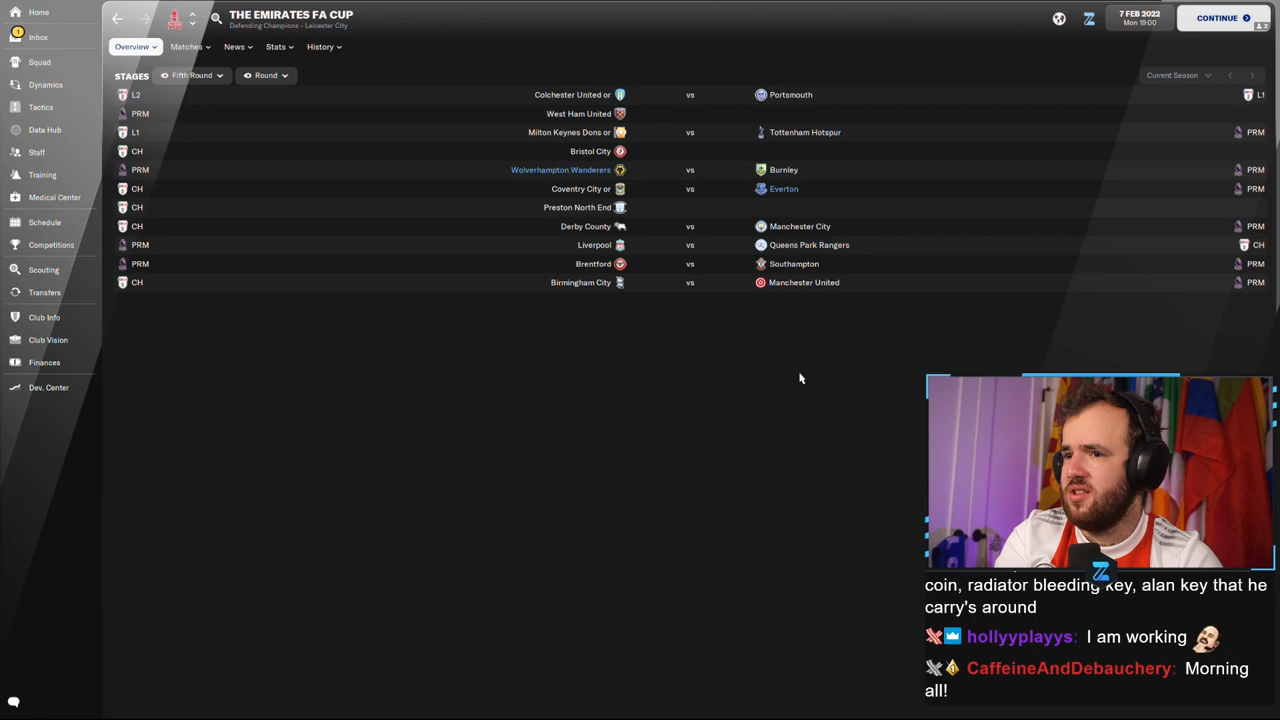 Home
THE EMIRATES FA CUP
Defending Champions - Leicester City
7 FEB 2022
Mon 19:00
CONTINUE
2
1
Inbox
Overview
Matches
News
Stats
History
Squad
STAGES
Fifth Round
Round
Current Season
Dynamics
L2
Colchester United or
vs
Portsmouth
L1
Tactics
PRM
West Ham United
Data Hub
L1
Milton Keynes Dons or
vs
Tottenham Hotspur
PRM
Staff
CH
Bristol City
Training
PRM
Wolverhampton Wanderers
vs
Burnley
PRM
Medical Center
CH
Coventry City or
vs
Everton
PRM
CH
Preston North End
Schedule
CH
Derby County
vs
Manchester City
PRM
Competitions
PRM
Liverpool
vs
Queens Park Rangers
CH
Scouting
PRM
Brentford
vs
Southampton
PRM
Transfers
CH
Birmingham City
vs
Manchester United
PRM
Club Info
Club Vision
Finances
Dev. Center
coin, radiator bleeding key, alan key that he
carry's around
hollyyplayys: I am working
CaffeineAndDebauchery: Morning
all!